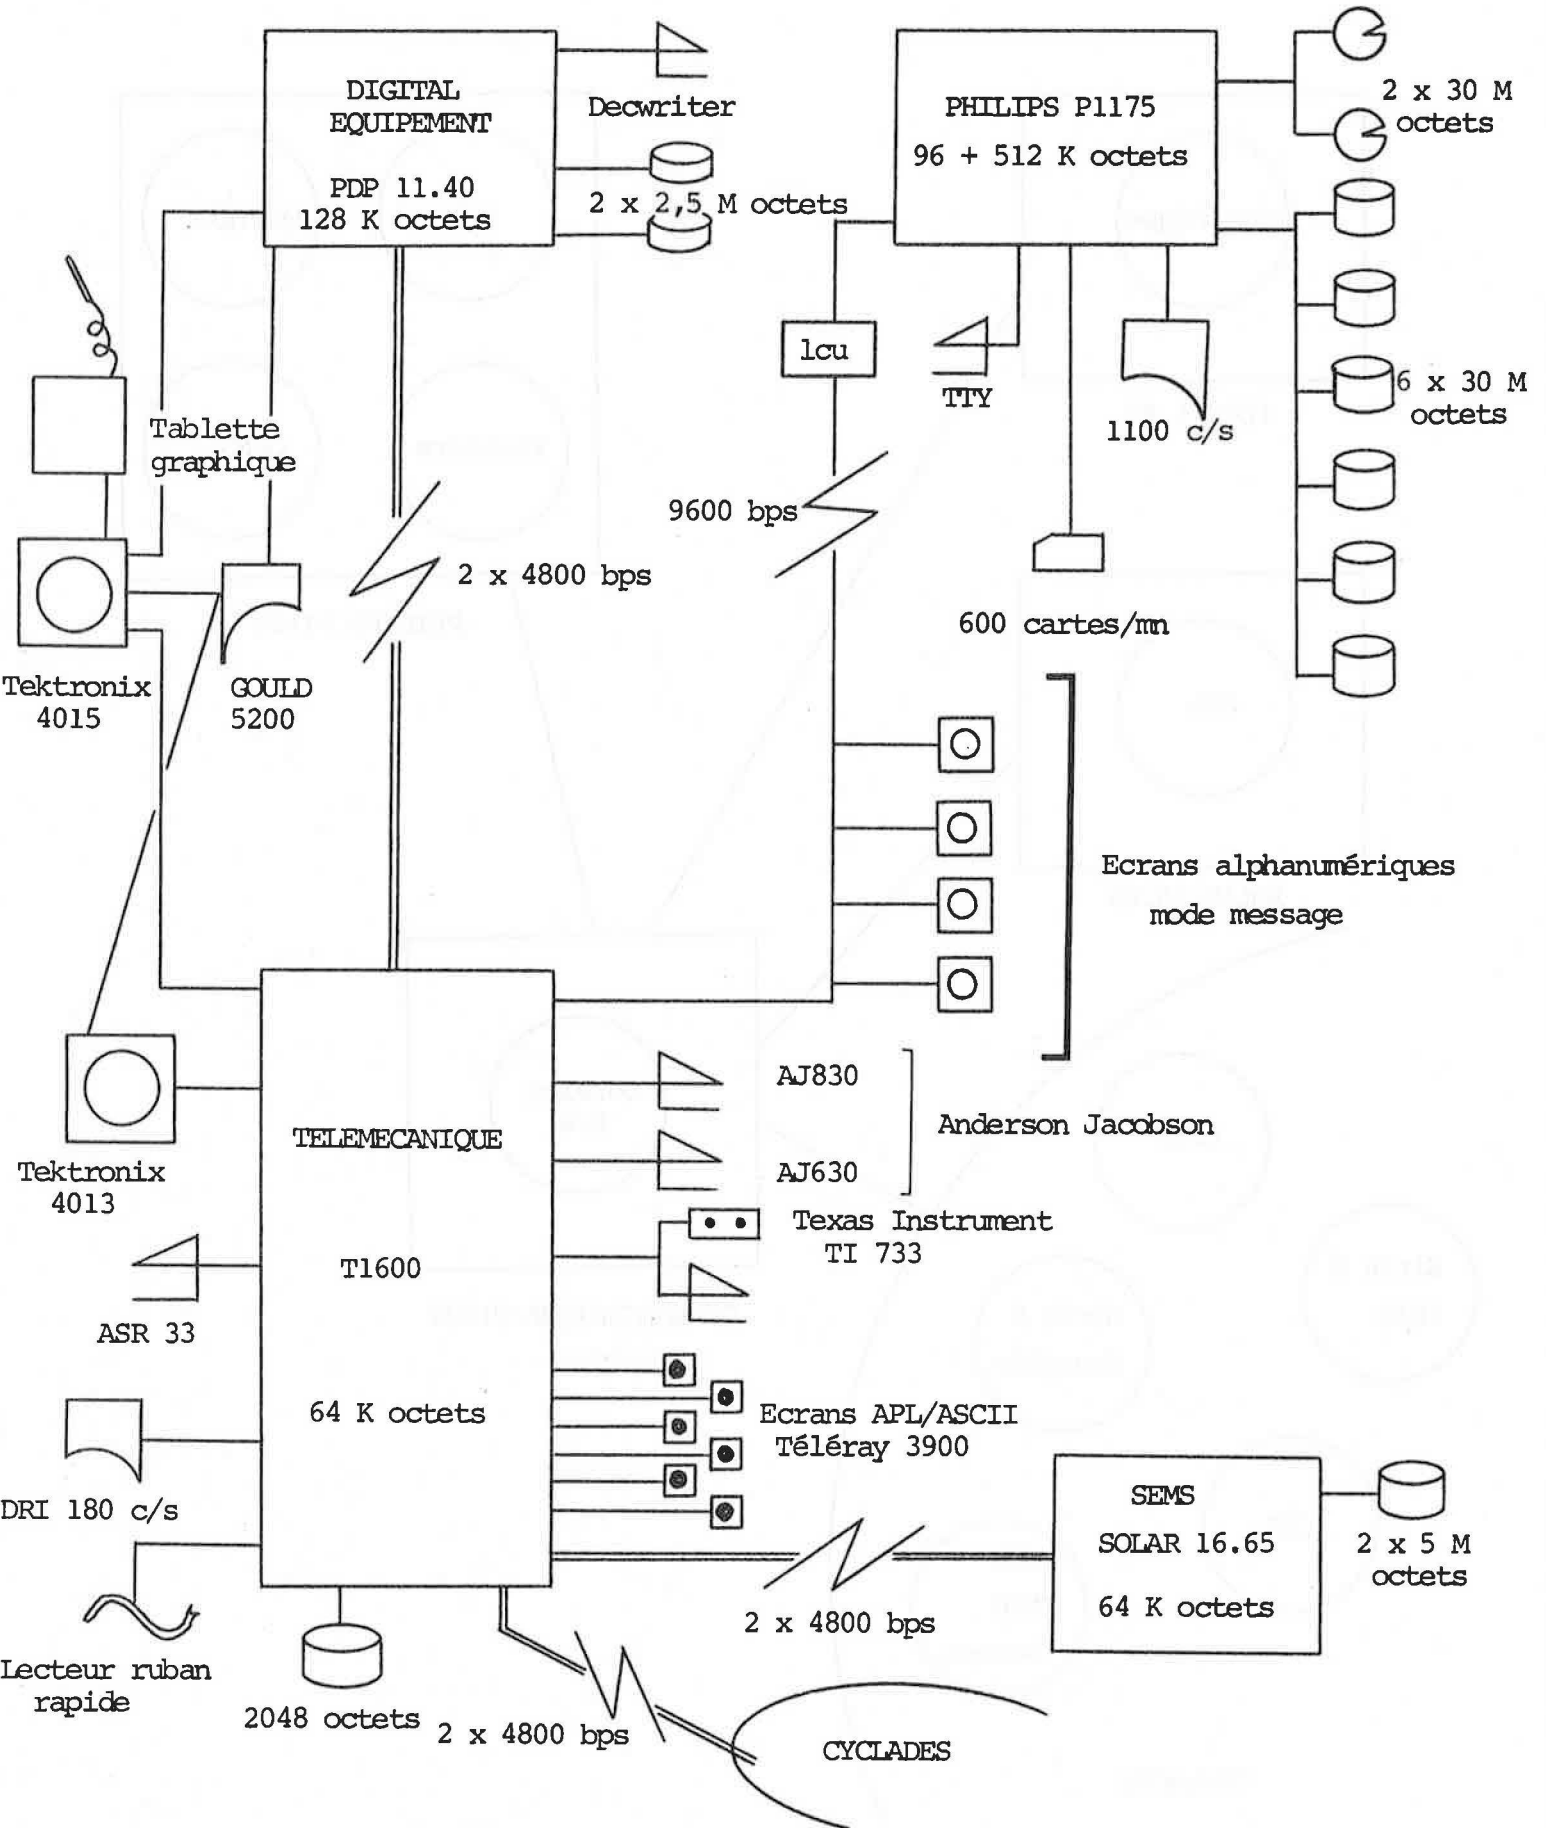 DIGITAL
EQUIPEMENT
PDP 11.40
128 K octets
Decwriter
2 x 2,5 M octets
PHILIPS P1175
96 + 512 K octets
2 x 30 M
octets
lcu
TTY
1100 c/s
6 x 30 M
octets
Tablette
graphique
9600 bps
2 x 4800 bps
600 cartes/mn
Tektronix
4015
GOULD
5200
Ecrans alphanumériques
mode message
AJ830
Anderson Jacobson
AJ630
TELEMECANIQUE
T1600
64 K octets
Tektronix
4013
Texas Instrument
TI 733
ASR 33
Ecrans APL/ASCII
Téléray 3900
DRI 180 c/s
SEMS
SOLAR 16.65
64 K octets
2 x 5 M
octets
2 x 4800 bps
Lecteur ruban
rapide
2048 octets
2 x 4800 bps
CYCLADES